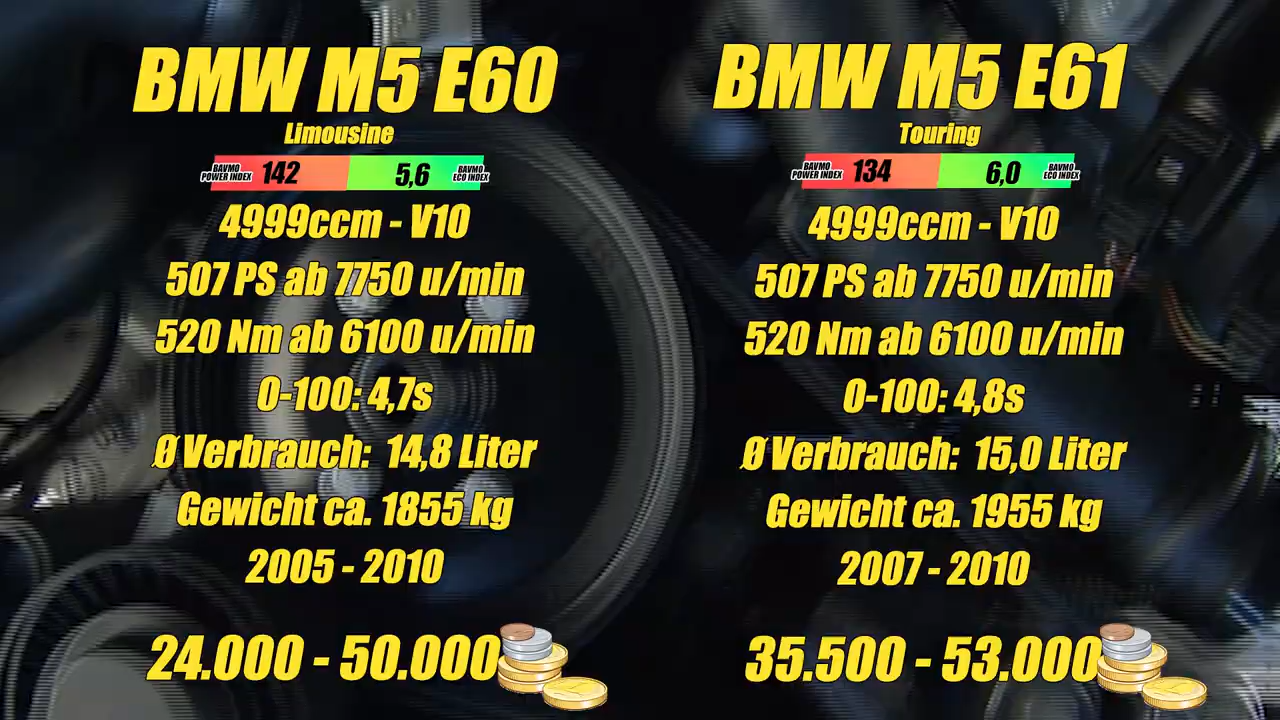 BMW M5 E60
Limousine
BAVMO POWER INDEX 142 5,6 BAVMO ECO INDEX
4999ccm - V10
507 PS ab 7750 u/min
520 Nm ab 6100 u/min
0-100: 4,7s
Ø Verbrauch: 14,8 Liter
Gewicht ca. 1855 kg
2005 - 2010
24.000 - 50.000
BMW M5 E61
Touring
BAVMO POWER INDEX 134 6,0 BAVMO ECO INDEX
4999ccm - V10
507 PS ab 7750 u/min
520 Nm ab 6100 u/min
0-100: 4,8s
Ø Verbrauch: 15,0 Liter
Gewicht ca. 1955 kg
2007 - 2010
35.500 - 53.000